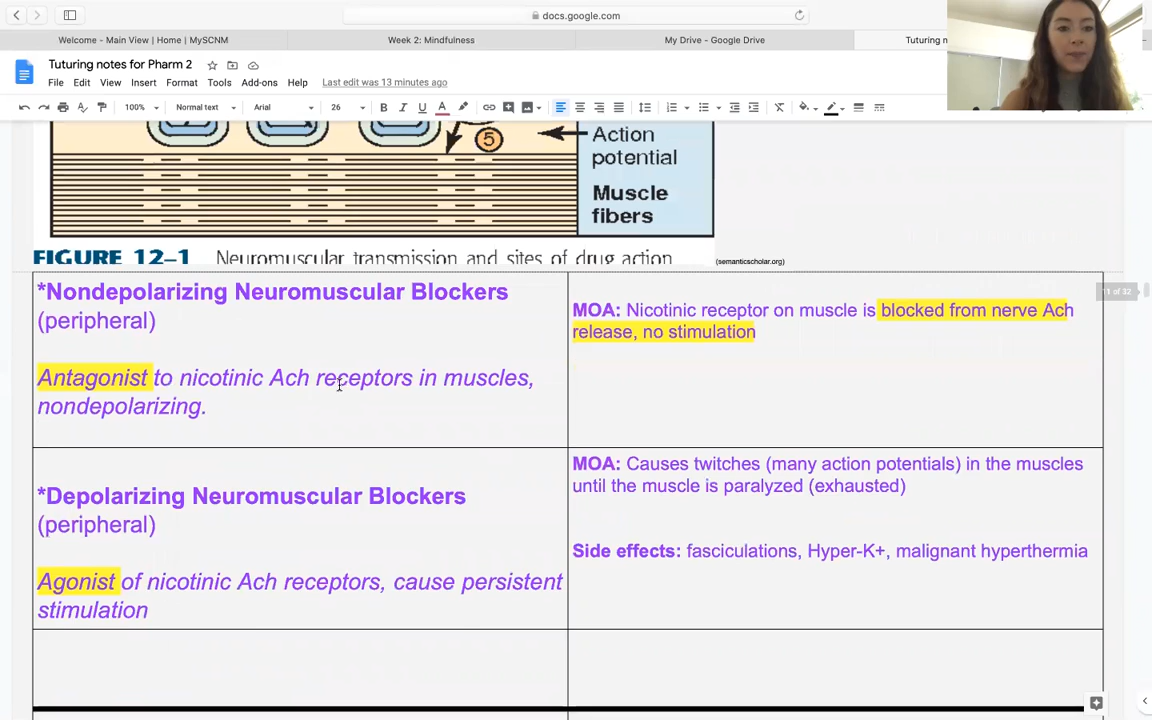 docs.google.com
Welcome - Main View | Home | MySCNM
Week 2: Mindfulness
My Drive - Google Drive
Tuturing n
Tuturing notes for Pharm 2
File Edit View Insert Format Tools Add-ons Help Last edit was 13 minutes ago
100% Normal text Arial 26 B I U A
5
Action
potential
Muscle
fibers
FIGURE 12–1 Neuromuscular transmission and sites of drug action
(semanticscholar.org)
11 of 32
*Nondepolarizing Neuromuscular Blockers
(peripheral)
Antagonist to nicotinic Ach receptors in muscles,
nondepolarizing.
MOA: Nicotinic receptor on muscle is blocked from nerve Ach
release, no stimulation
*Depolarizing Neuromuscular Blockers
(peripheral)
Agonist of nicotinic Ach receptors, cause persistent
stimulation
MOA: Causes twitches (many action potentials) in the muscles
until the muscle is paralyzed (exhausted)
Side effects: fasciculations, Hyper-K+, malignant hyperthermia